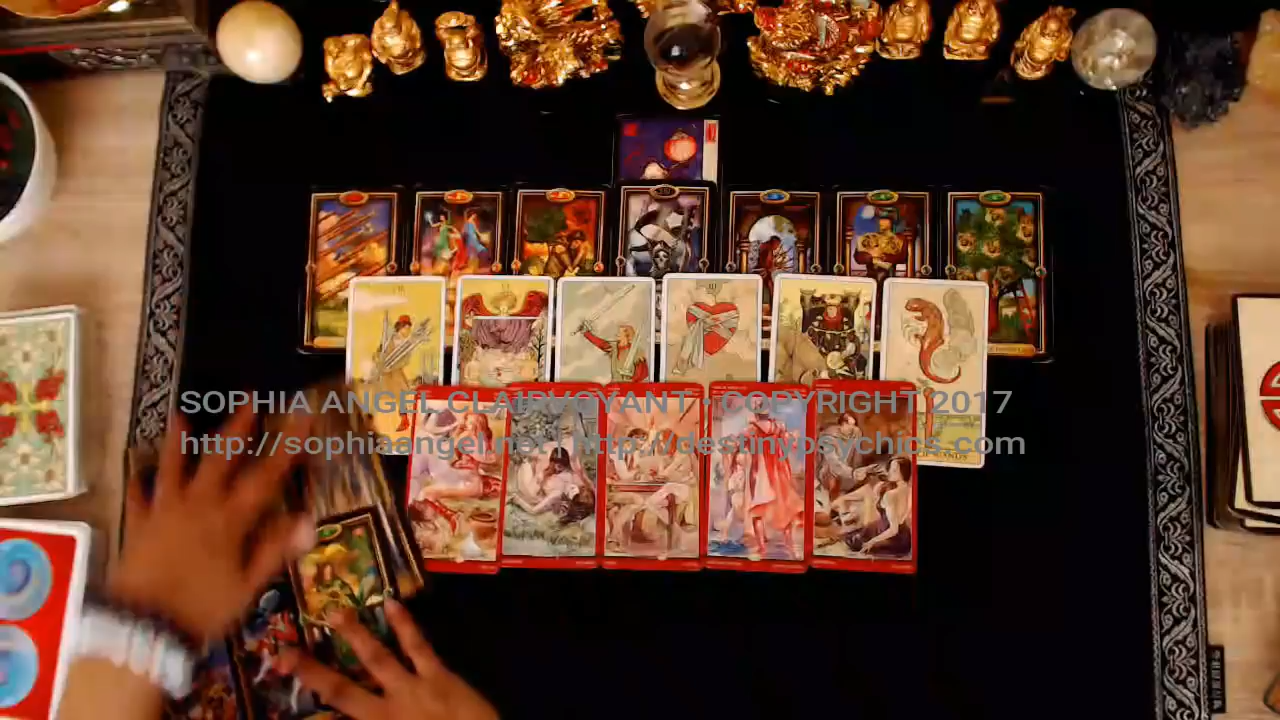 SOPHIA ANGEL CLAIRVOYANT • COPYRIGHT 2017
http://sophiaangel.net | http://destinypsychics.com